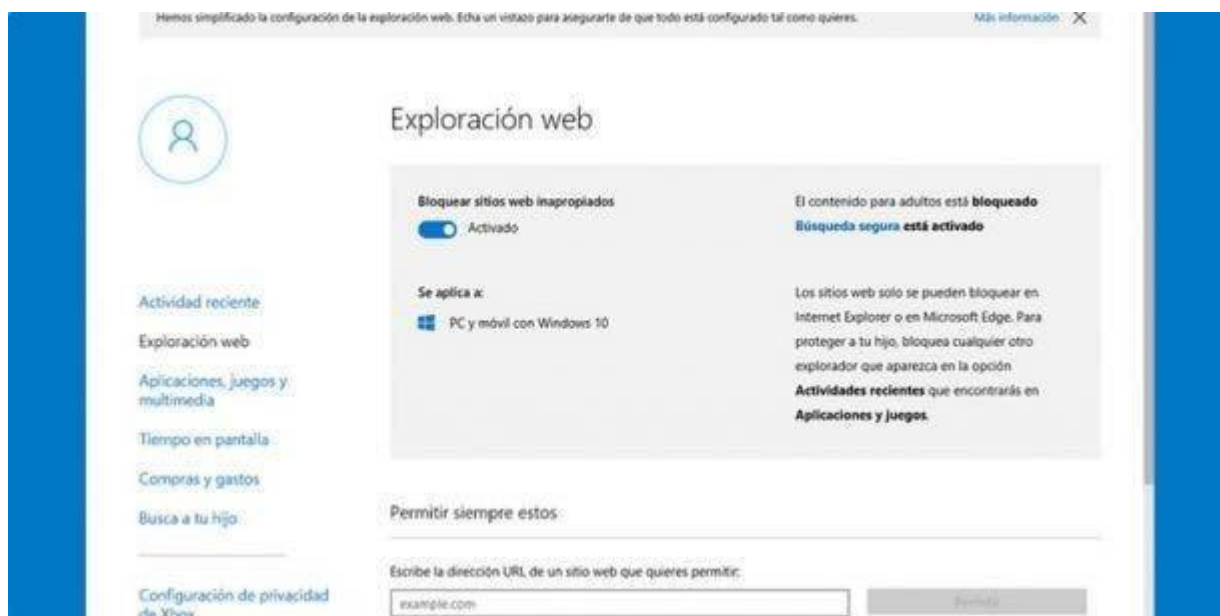 Hemos simplificado la configuración de la exploración web. Echa un vistazo para asegurarte de que todo está configurado tal como quieres.
Más información
Exploración web
Bloquear sitios web inapropiados
Activado
El contenido para adultos está bloqueado
Búsqueda segura está activado
Se aplica a:
PC y móvil con Windows 10
Los sitios web solo se pueden bloquear en
Internet Explorer o en Microsoft Edge. Para
proteger a tu hijo, bloquea cualquier otro
explorador que aparezca en la opción
Actividades recientes que encontrarás en
Aplicaciones y juegos.
Actividad reciente
Exploración web
Aplicaciones, juegos y
multimedia
Tiempo en pantalla
Compras y gastos
Busca a tu hijo
Configuración de privacidad
de Xbox
Permitir siempre estos
Escribe la dirección URL de un sitio web que quieres permitir:
example.com
Permitir